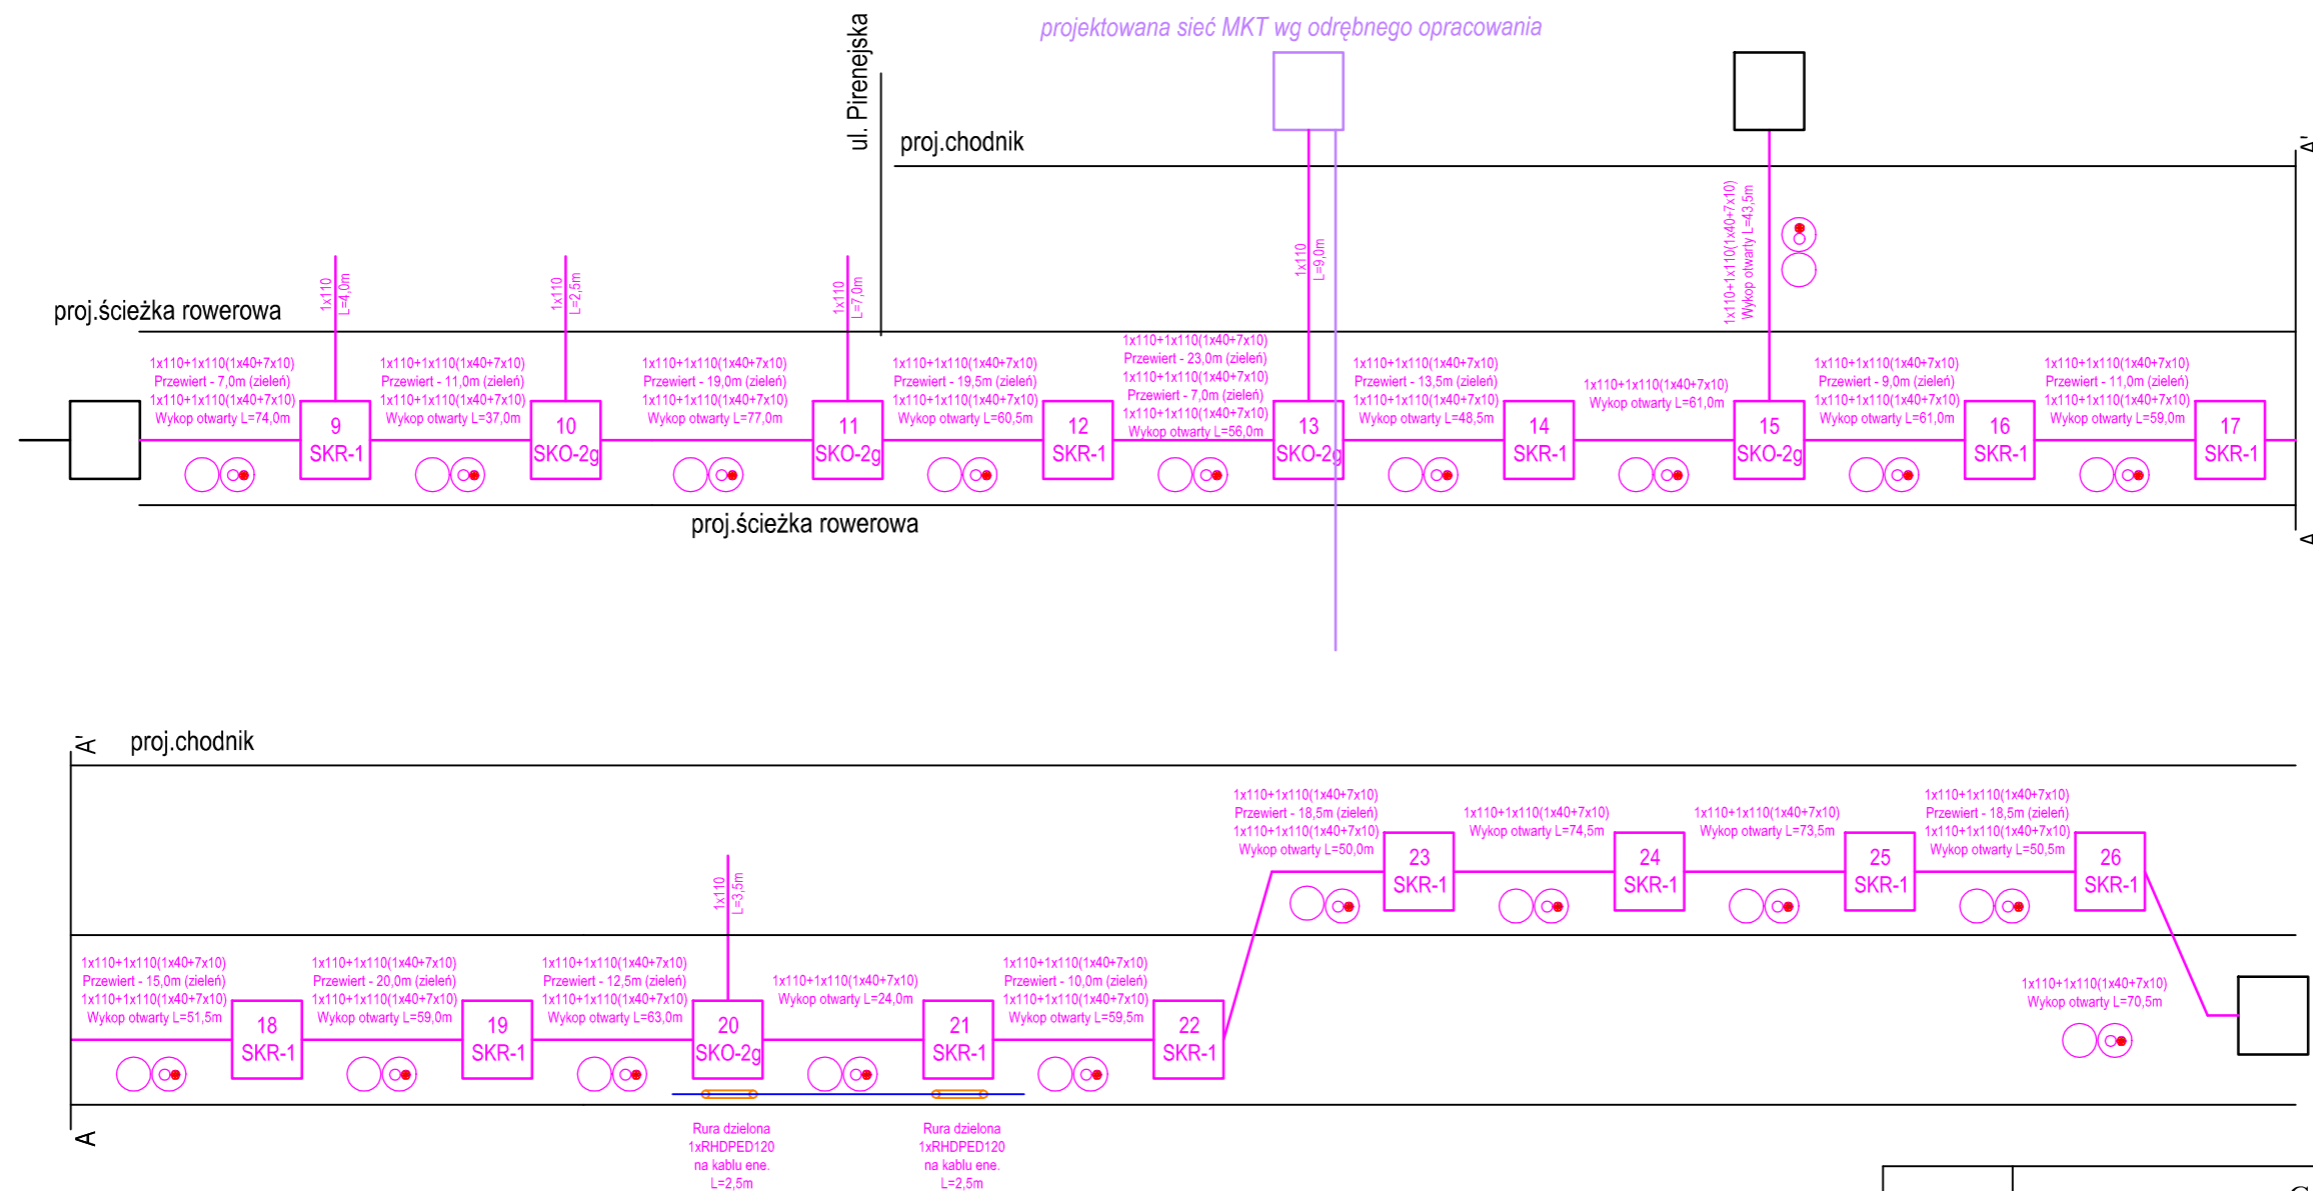 projektowana sieć MKT wg odrębnego opracowania
ul. Pirenejska
proj.chodnik
A'
1x110
L=4,0m
1x110
L=2,5m
1x110
L=7,0m
1x110
L=9,0m
1x110+1x110(1x40+7x10)
Wykop otwarty L=43,5m
proj.ścieżka rowerowa
1x110+1x110(1x40+7x10)
Przewiert - 7,0m (zieleń)
1x110+1x110(1x40+7x10)
Wykop otwarty L=74,0m
9
SKR-1
1x110+1x110(1x40+7x10)
Przewiert - 11,0m (zieleń)
1x110+1x110(1x40+7x10)
Wykop otwarty L=37,0m
10
SKO-2g
1x110+1x110(1x40+7x10)
Przewiert - 19,0m (zieleń)
1x110+1x110(1x40+7x10)
Wykop otwarty L=77,0m
11
SKO-2g
1x110+1x110(1x40+7x10)
Przewiert - 19,5m (zieleń)
1x110+1x110(1x40+7x10)
Wykop otwarty L=60,5m
12
SKR-1
1x110+1x110(1x40+7x10)
Przewiert - 23,0m (zieleń)
1x110+1x110(1x40+7x10)
Przewiert - 7,0m (zieleń)
1x110+1x110(1x40+7x10)
Wykop otwarty L=56,0m
13
SKO-2g
1x110+1x110(1x40+7x10)
Przewiert - 13,5m (zieleń)
1x110+1x110(1x40+7x10)
Wykop otwarty L=48,5m
14
SKR-1
1x110+1x110(1x40+7x10)
Wykop otwarty L=61,0m
15
SKO-2g
1x110+1x110(1x40+7x10)
Przewiert - 9,0m (zieleń)
1x110+1x110(1x40+7x10)
Wykop otwarty L=61,0m
16
SKR-1
1x110+1x110(1x40+7x10)
Przewiert - 11,0m (zieleń)
1x110+1x110(1x40+7x10)
Wykop otwarty L=59,0m
17
SKR-1
proj.ścieżka rowerowa
A
A'
proj.chodnik
1x110+1x110(1x40+7x10)
Przewiert - 18,5m (zieleń)
1x110+1x110(1x40+7x10)
Wykop otwarty L=50,0m
23
SKR-1
1x110+1x110(1x40+7x10)
Wykop otwarty L=74,5m
24
SKR-1
1x110+1x110(1x40+7x10)
Wykop otwarty L=73,5m
25
SKR-1
1x110+1x110(1x40+7x10)
Przewiert - 18,5m (zieleń)
1x110+1x110(1x40+7x10)
Wykop otwarty L=50,5m
26
SKR-1
1x110
L=3,5m
1x110+1x110(1x40+7x10)
Przewiert - 15,0m (zieleń)
1x110+1x110(1x40+7x10)
Wykop otwarty L=51,5m
18
SKR-1
1x110+1x110(1x40+7x10)
Przewiert - 20,0m (zieleń)
1x110+1x110(1x40+7x10)
Wykop otwarty L=59,0m
19
SKR-1
1x110+1x110(1x40+7x10)
Przewiert - 12,5m (zieleń)
1x110+1x110(1x40+7x10)
Wykop otwarty L=63,0m
20
SKO-2g
1x110+1x110(1x40+7x10)
Wykop otwarty L=24,0m
21
SKR-1
1x110+1x110(1x40+7x10)
Przewiert - 10,0m (zieleń)
1x110+1x110(1x40+7x10)
Wykop otwarty L=59,5m
22
SKR-1
1x110+1x110(1x40+7x10)
Wykop otwarty L=70,5m
A
Rura dzielona
1xRHDPED120
na kablu ene.
L=2,5m
Rura dzielona
1xRHDPED120
na kablu ene.
L=2,5m